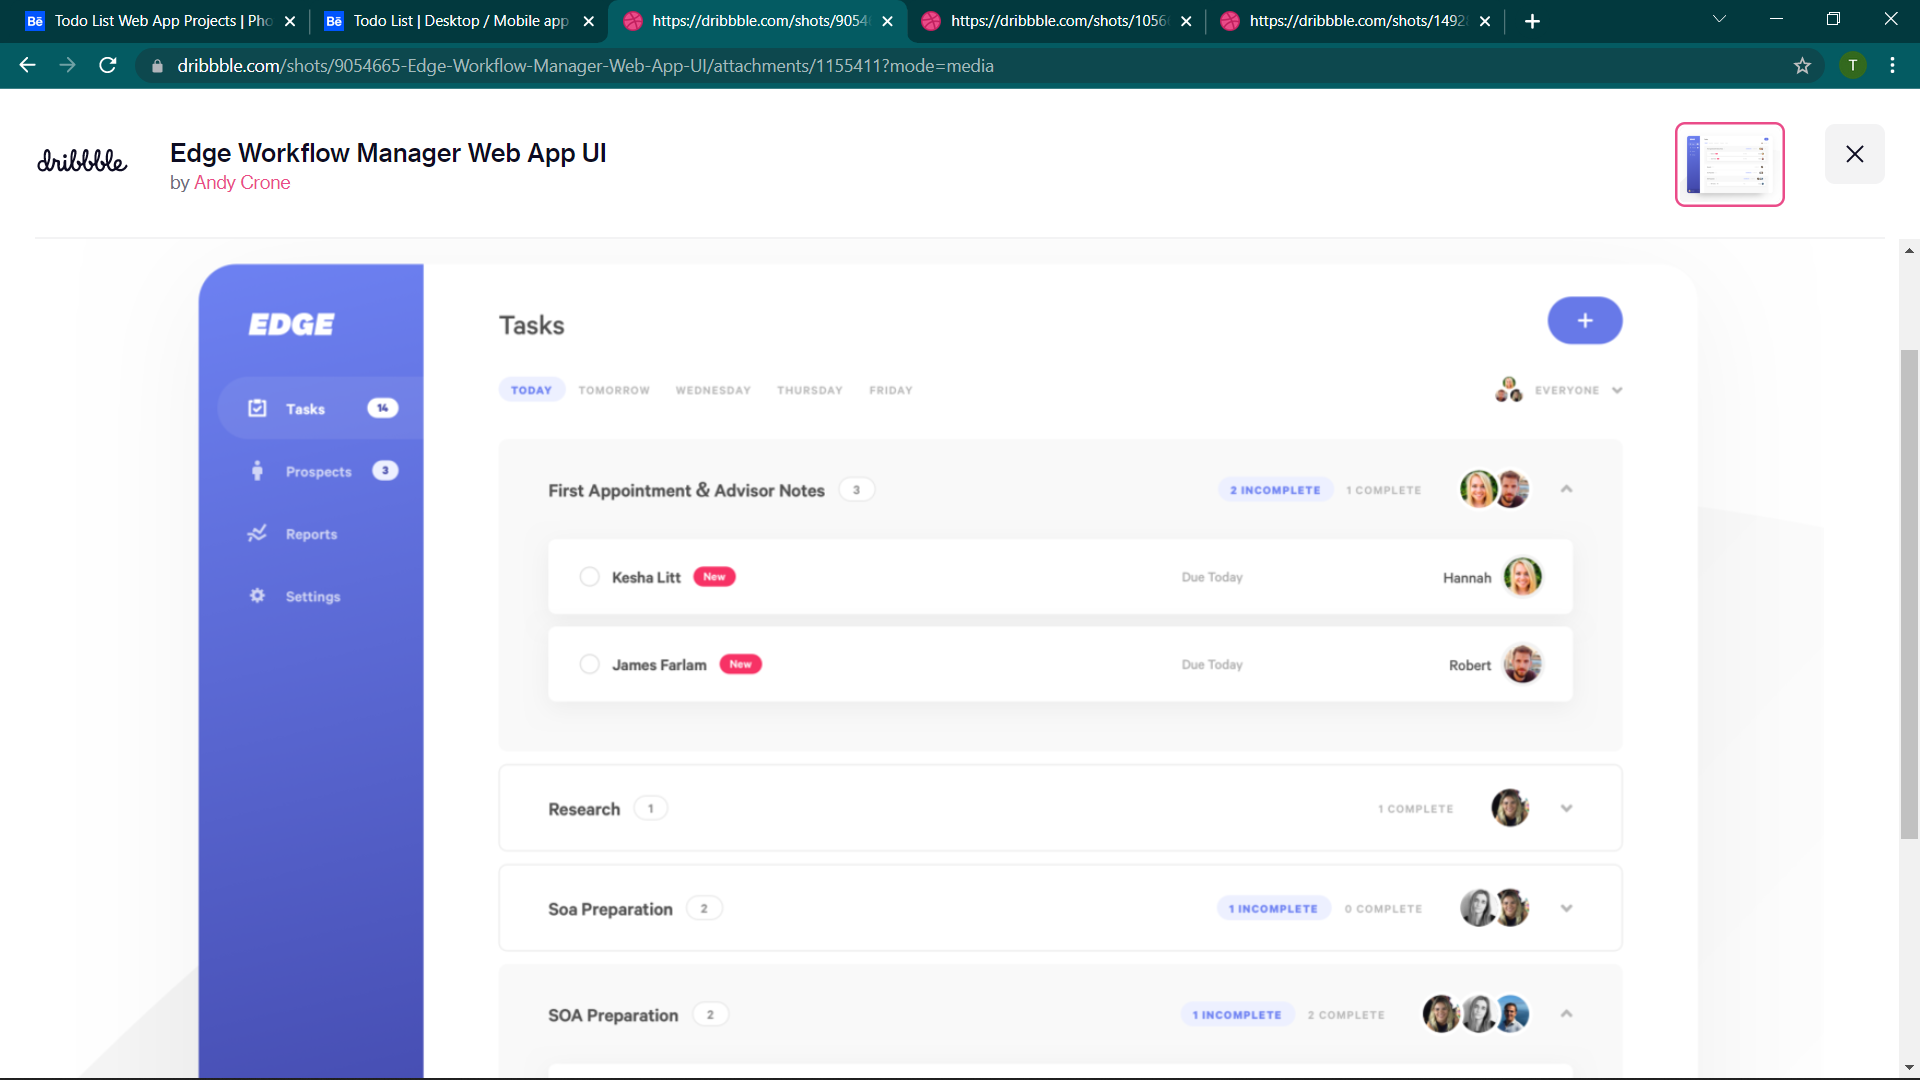 Todo List Web App Projects | Pho
Todo List | Desktop / Mobile app
https://dribbble.com/shots/9054
https://dribbble.com/shots/1056
https://dribbble.com/shots/1492
dribbble.com/shots/9054665-Edge-Workflow-Manager-Web-App-UI/attachments/1155411?mode=media
T
dribbble
Edge Workflow Manager Web App UI
by Andy Crone
EDGE
Tasks 14
Prospects 3
Reports
Settings
Tasks
+
TODAY TOMORROW WEDNESDAY THURSDAY FRIDAY
EVERYONE
First Appointment & Advisor Notes 3 2 INCOMPLETE 1 COMPLETE
Kesha Litt New Due Today Hannah
James Farlam New Due Today Robert
Research 1 1 COMPLETE
Soa Preparation 2 1 INCOMPLETE 0 COMPLETE
SOA Preparation 2 1 INCOMPLETE 2 COMPLETE